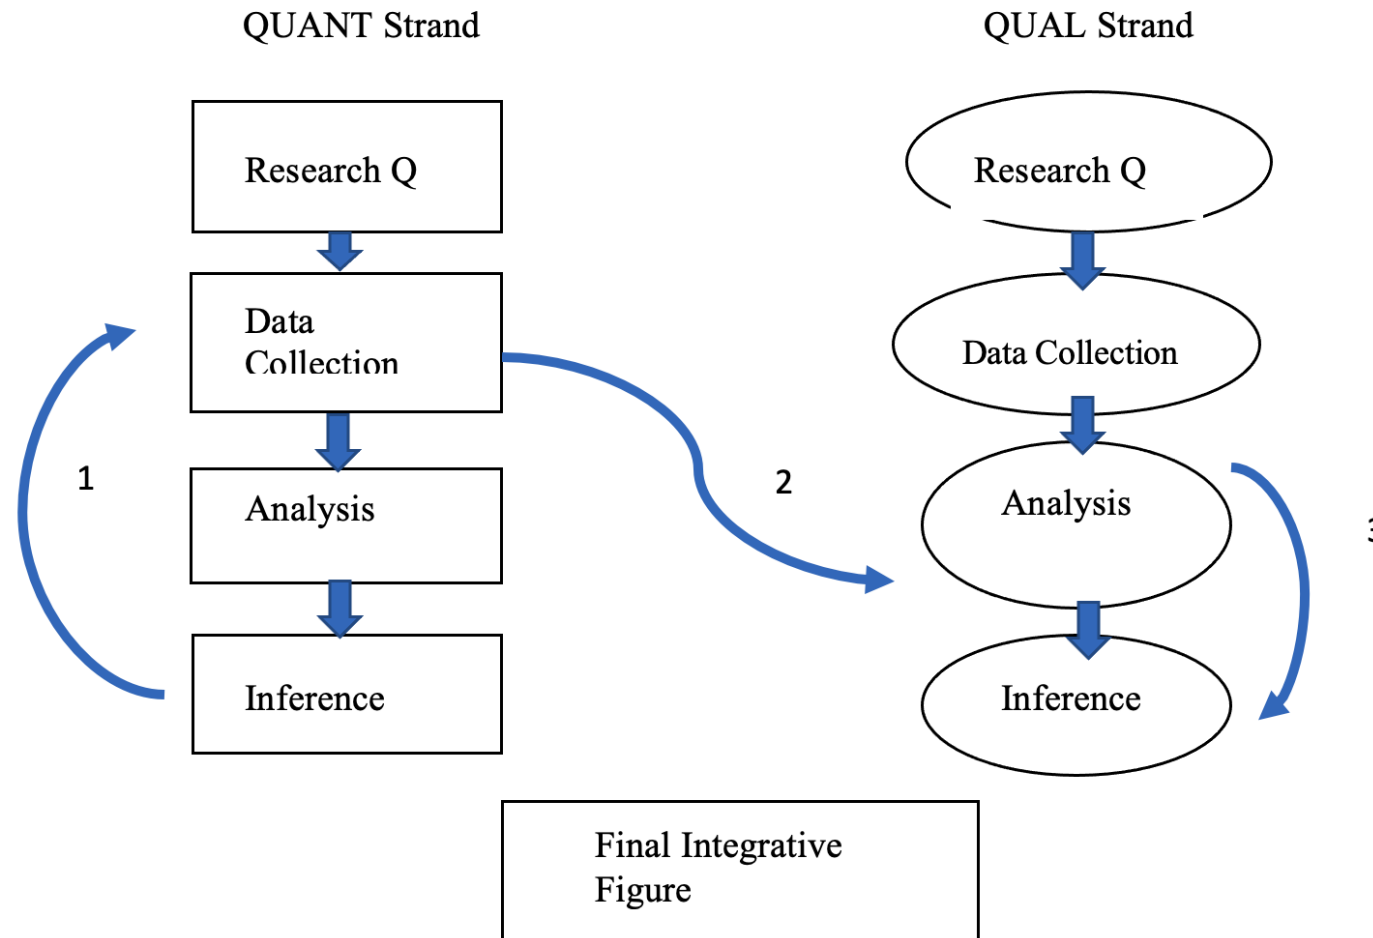 QUANT Strand
QUAL Strand
Research Q
Research Q
Data
Collection
Data Collection
1
2
Analysis
Analysis
3
Inference
Inference
Final Integrative
Figure